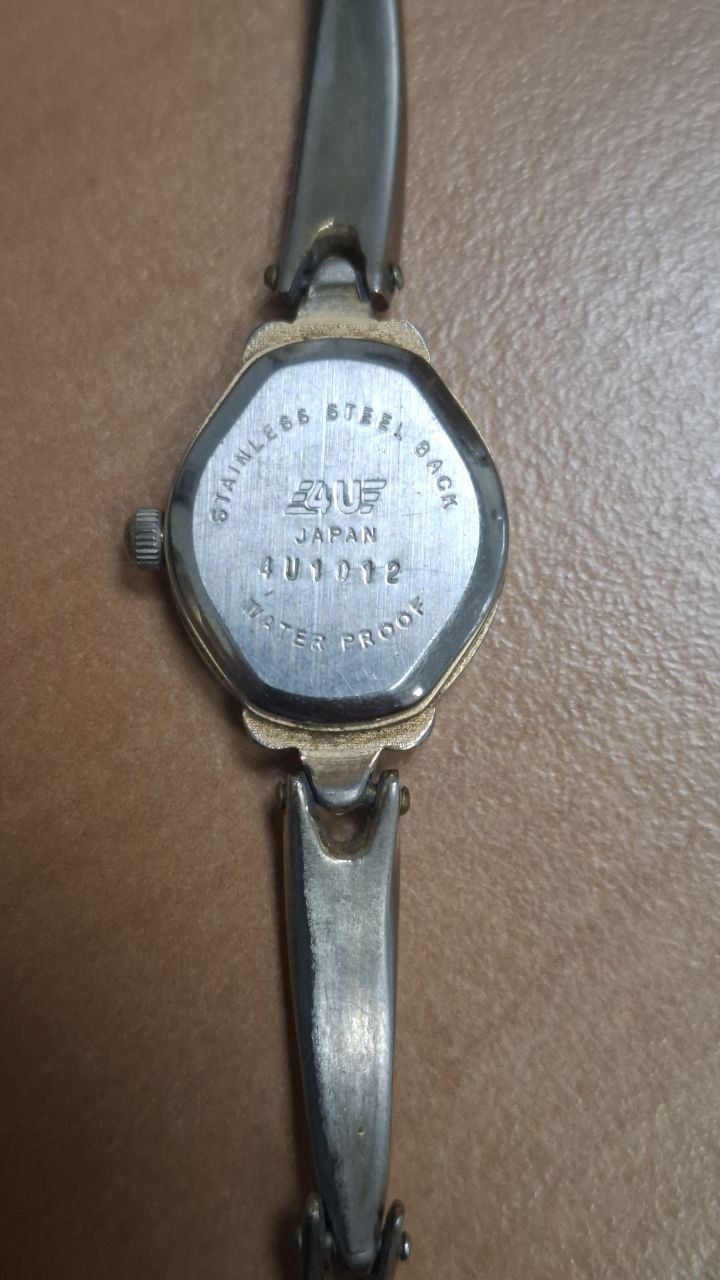 STAINLESS STEEL BACK
4U
JAPAN
4U1012
WATER PROOF